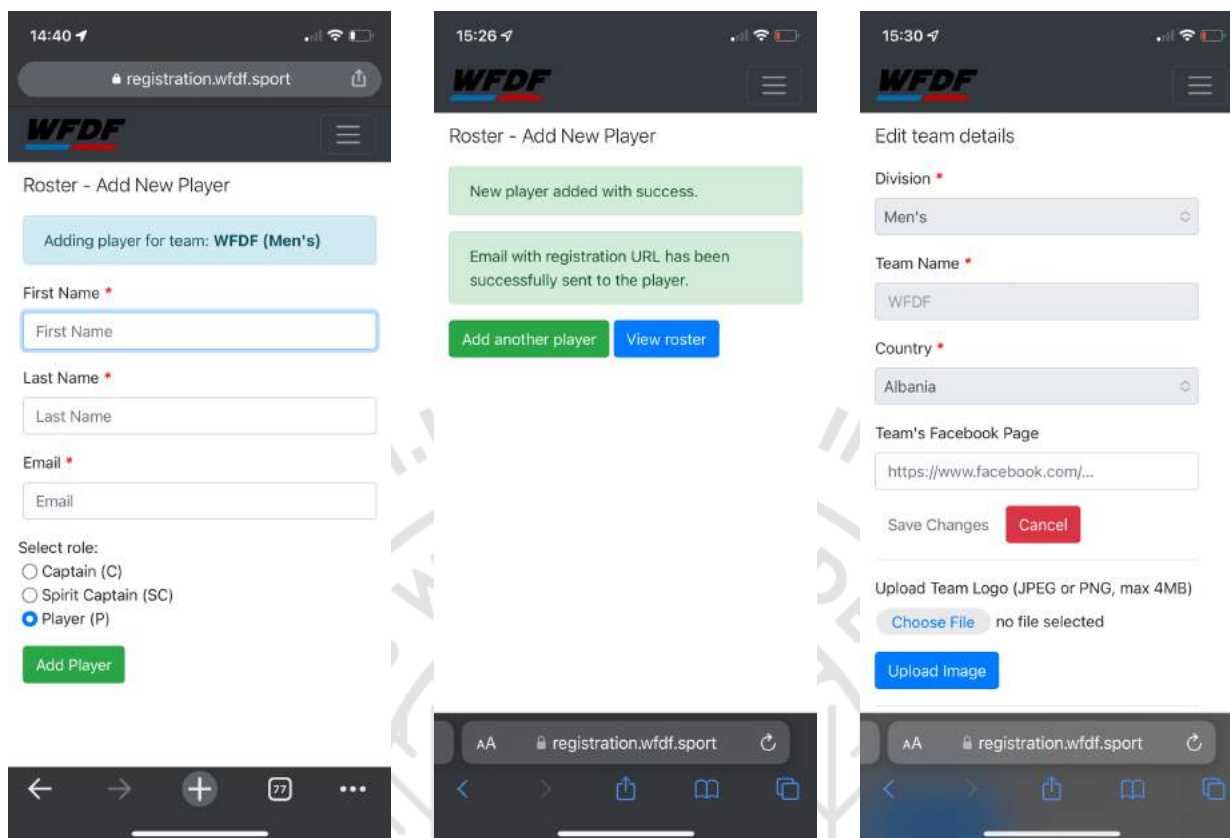 14:40
registration.wfdf.sport
WFDF
Roster - Add New Player
Adding player for team: WFDF (Men's)
First Name *
First Name
Last Name *
Last Name
Email *
Email
Select role:
Captain (C)
Spirit Captain (SC)
Player (P)
Add Player
77
15:26
WFDF
Roster - Add New Player
New player added with success.
Email with registration URL has been
successfully sent to the player.
Add another player View roster
AA registration.wfdf.sport
15:30
WFDF
Edit team details
Division *
Men's
Team Name *
WFDF
Country *
Albania
Team's Facebook Page
https://www.facebook.com/...
Save Changes Cancel
Upload Team Logo (JPEG or PNG, max 4MB)
Choose File no file selected
Upload Image
AA registration.wfdf.sport